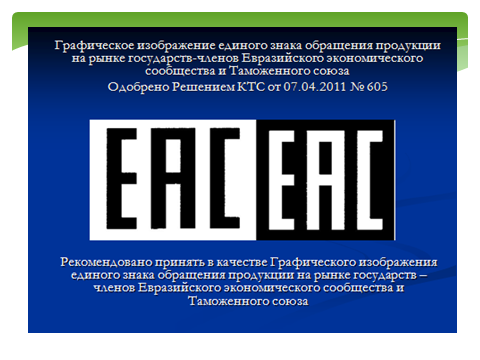 Графическое изображение единого знака обращения продукции
на рынке государств-членов Евразийского экономического
сообщества и Таможенного союза
Одобрено Решением КТС от 07.04.2011 № 605
ЕАС ЕАС
Рекомендовано принять в качестве Графического изображения
единого знака обращения продукции на рынке государств –
членов Евразийского экономического сообщества и
Таможенного союза